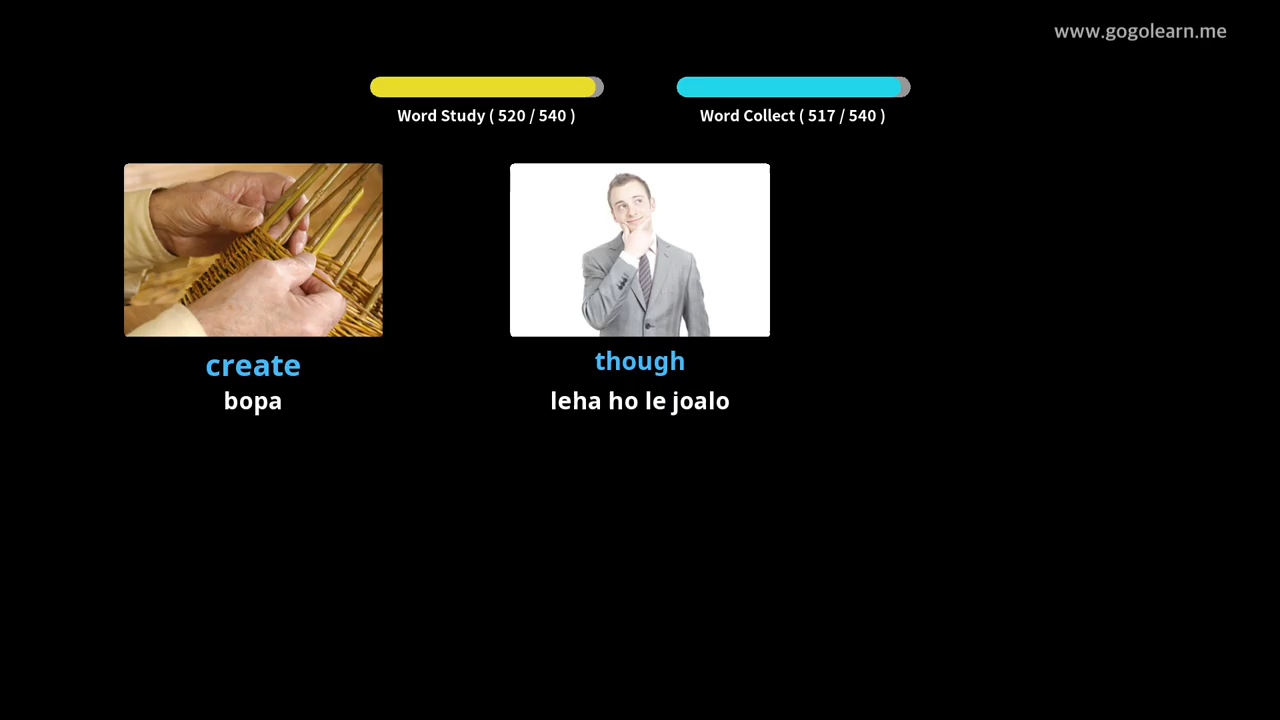 www.gogolearn.me
Word Study ( 520 / 540 )
Word Collect ( 517 / 540 )
create
bopa
though
leha ho le joalo